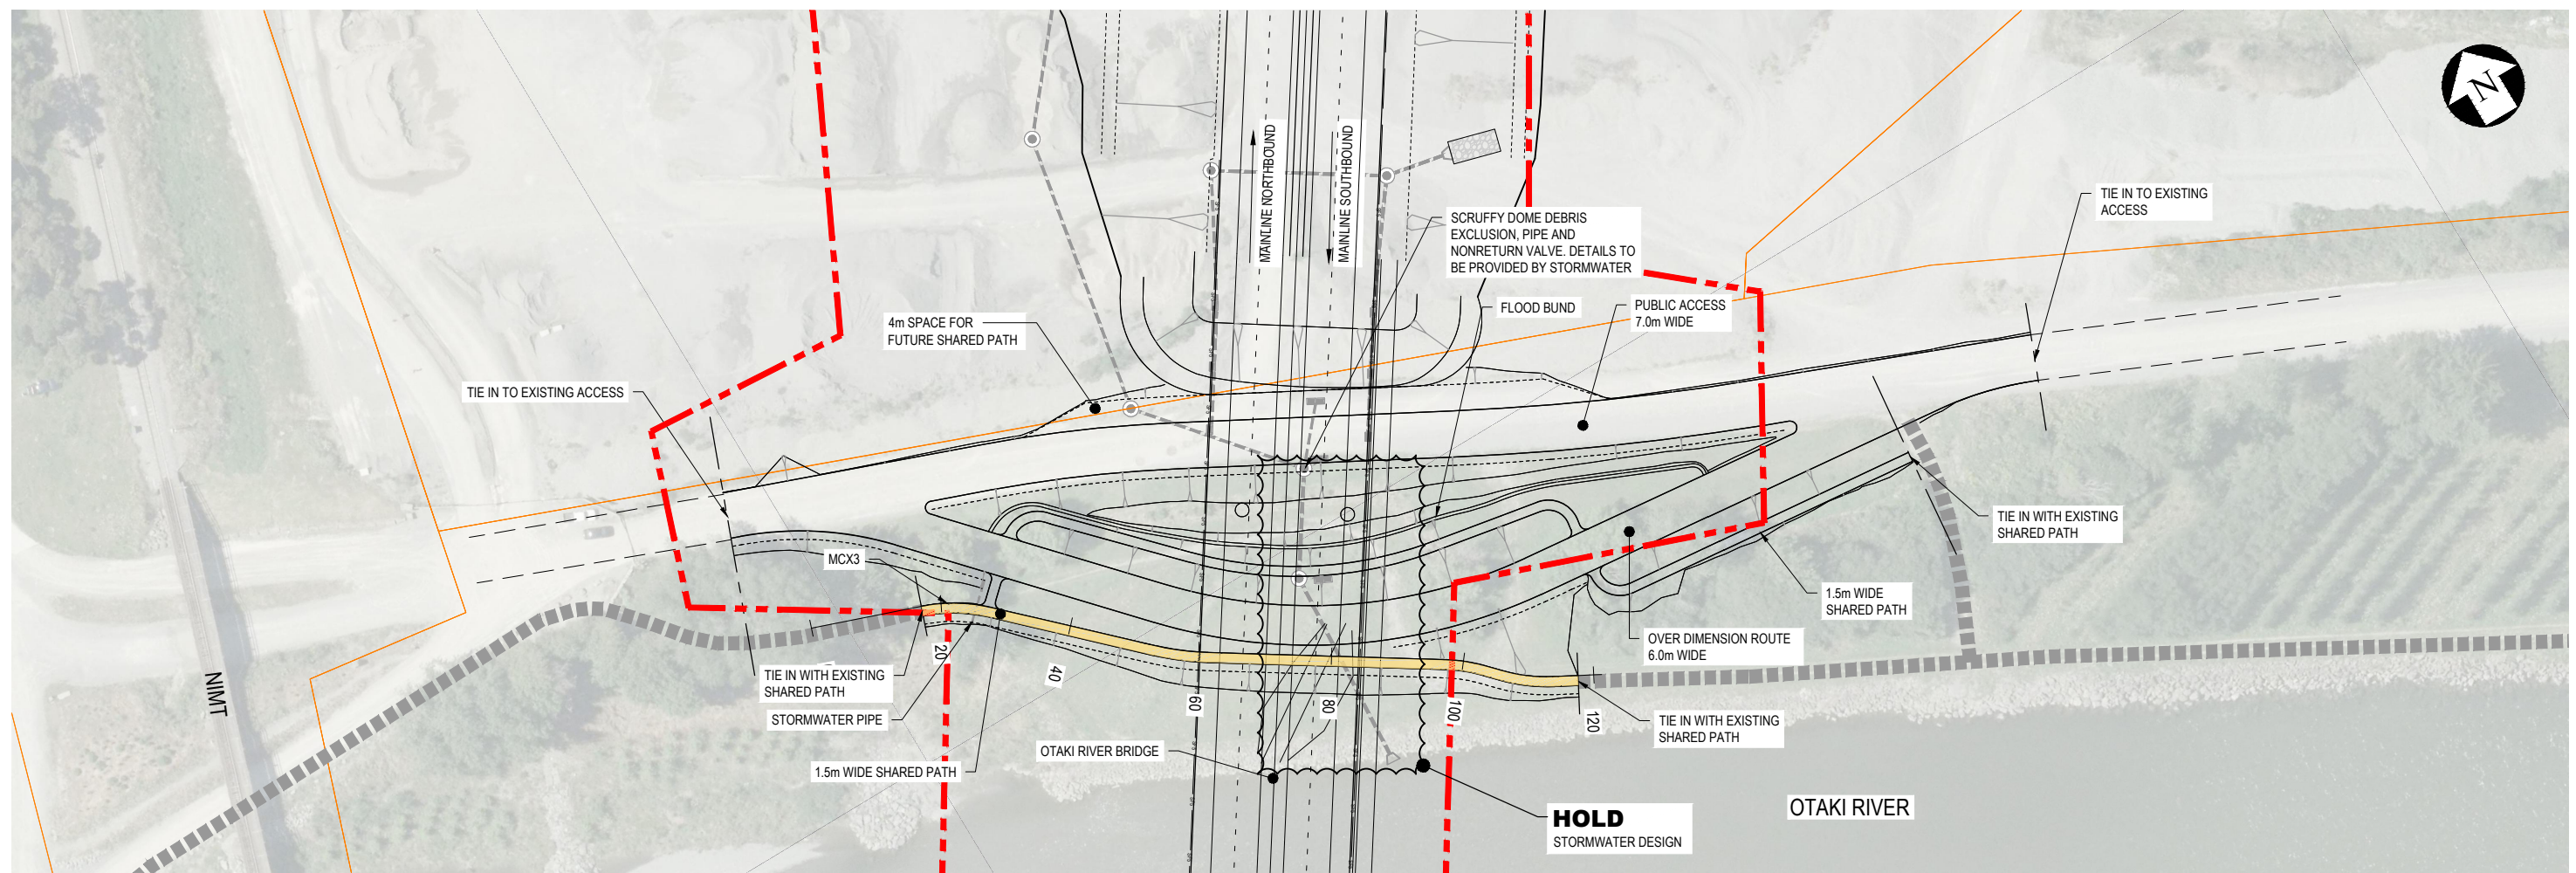 N
MAINLINE NORTHBOUND
MAINLINE SOUTHBOUND
TIE IN TO EXISTING
ACCESS
SCRUFFY DOME DEBRIS
EXCLUSION, PIPE AND
NONRETURN VALVE. DETAILS TO
BE PROVIDED BY STORMWATER
FLOOD BUND
PUBLIC ACCESS
7.0m WIDE
4m SPACE FOR
FUTURE SHARED PATH
TIE IN TO EXISTING ACCESS
TIE IN WITH EXISTING
SHARED PATH
MCX3
1.5m WIDE
SHARED PATH
OVER DIMENSION ROUTE
6.0m WIDE
NIMT
TIE IN WITH EXISTING
SHARED PATH
20
40
60
80
100
120
STORMWATER PIPE
TIE IN WITH EXISTING
SHARED PATH
OTAKI RIVER BRIDGE
1.5m WIDE SHARED PATH
HOLD
STORMWATER DESIGN
OTAKI RIVER